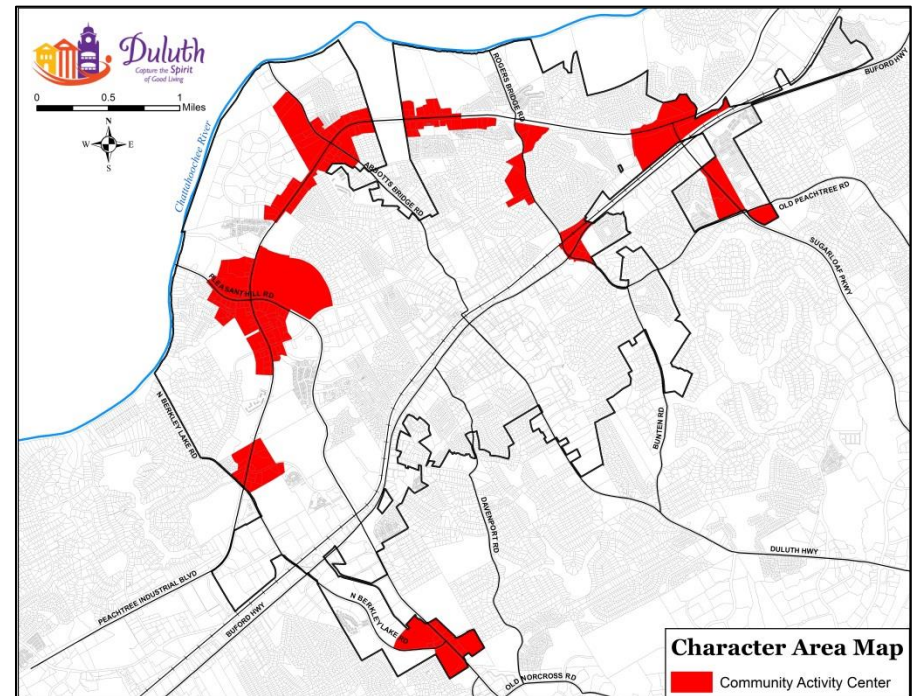 Duluth
Capture the Spirit
of Good Living
0 0.5 1
Miles
N
W E
S
Chattahoochee River
ROGERS BRIDGE RD
BUFORD HWY
ABBOTTS BRIDGE RD
OLD PEACHTREE RD
SUGARLOAF PKWY
PLEASANT HILL RD
N BERKLEY LAKE RD
BUNTEN RD
DAVENPORT RD
DULUTH HWY
PEACHTREE INDUSTRIAL BLVD
BUFORD HWY
N BERKLEY LAKE RD
OLD NORCROSS RD
Character Area Map
Community Activity Center